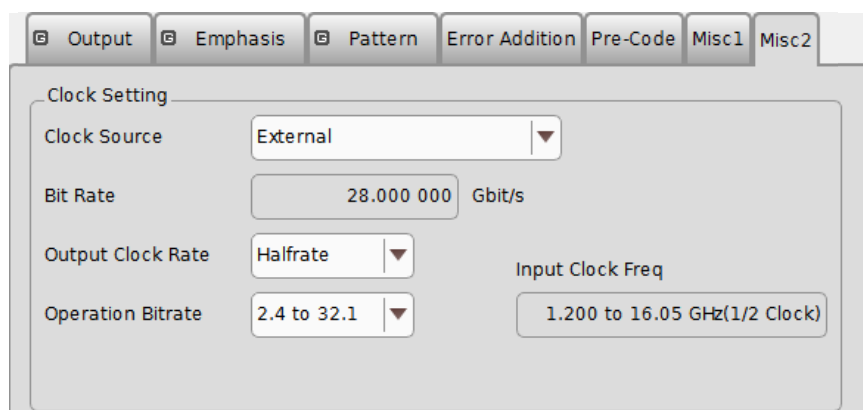 G Output G Emphasis G Pattern Error Addition Pre-Code Misc1 Misc2
Clock Setting
Clock Source External
Bit Rate 28.000 000 Gbit/s
Output Clock Rate Halfrate
Input Clock Freq
Operation Bitrate 2.4 to 32.1 1.200 to 16.05 GHz(1/2 Clock)